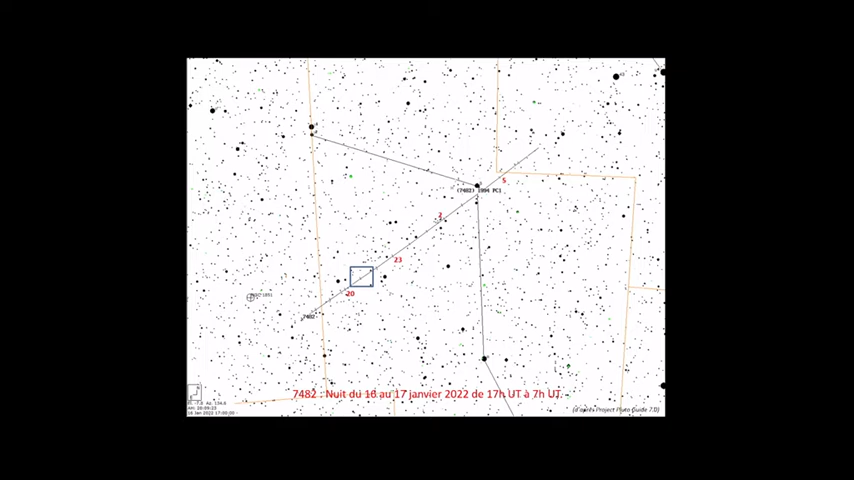 5
(7482) 1994 PC1
2
23
20
7482
7482 : Nuit du 16 au 17 janvier 2022 de 17h UT à 7h UT.
(d'après Project Pluto Guide 7.0)